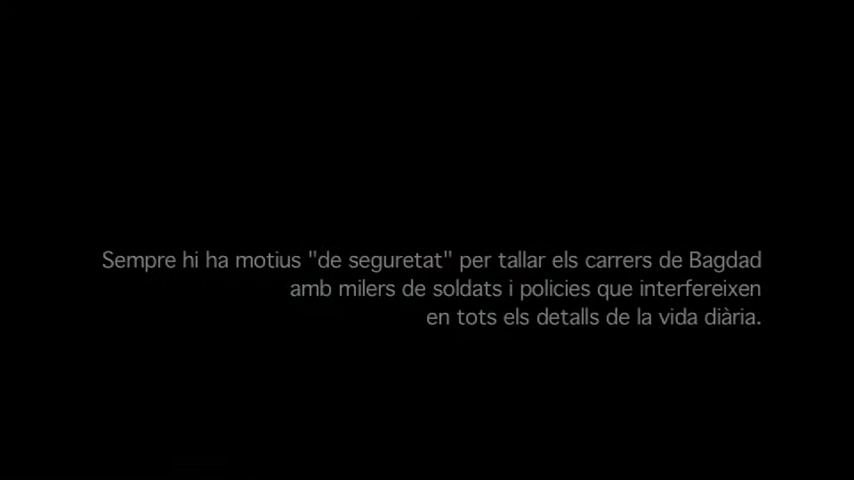 Sempre hi ha motius "de seguretat" per tallar els carrers de Bagdad
amb milers de soldats i policies que interfereixen
en tots els detalls de la vida diària.